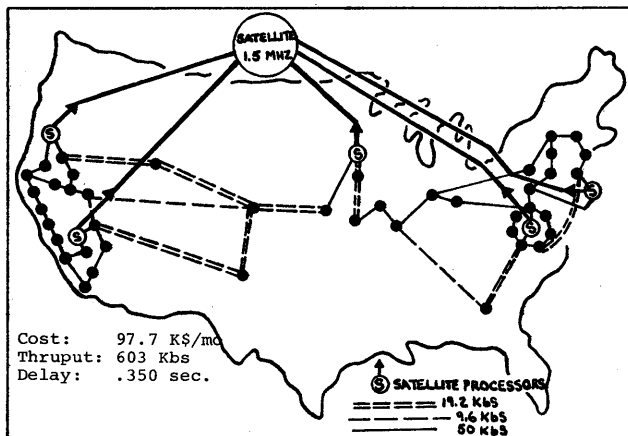 SATELLITE
1.5 MHZ
S
S
S
S
S
Cost: 97.7 K$/mo
Thruput: 603 Kbs
Delay: .350 sec.
S SATELLITE PROCESSORS
19.2 KbS
9.6 KbS
50 KbS